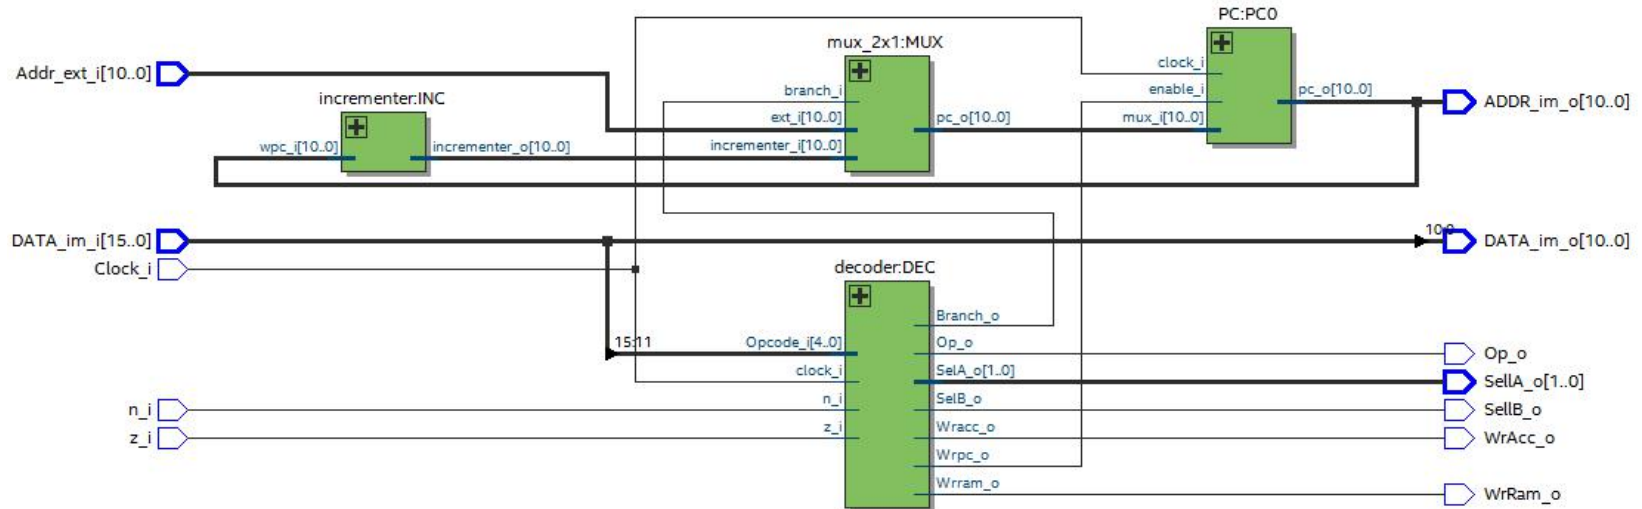 PC:PC0
mux_2x1:MUX
clock_i
Addr_ext_i[10..0]
branch_i
enable_i
pc_o[10..0]
ADDR_im_o[10..0]
incrementer:INC
ext_i[10..0]
pc_o[10..0]
mux_i[10..0]
wpc_i[10..0]
incrementer_o[10..0]
incrementer_i[10..0]
DATA_im_i[15..0]
10:0
DATA_im_o[10..0]
Clock_i
decoder:DEC
Branch_o
15:11
Opcode_i[4..0]
Op_o
Op_o
clock_i
SelA_o[1..0]
SellA_o[1..0]
n_i
n_i
SelB_o
SellB_o
z_i
z_i
Wracc_o
WrAcc_o
Wrpc_o
Wrram_o
WrRam_o